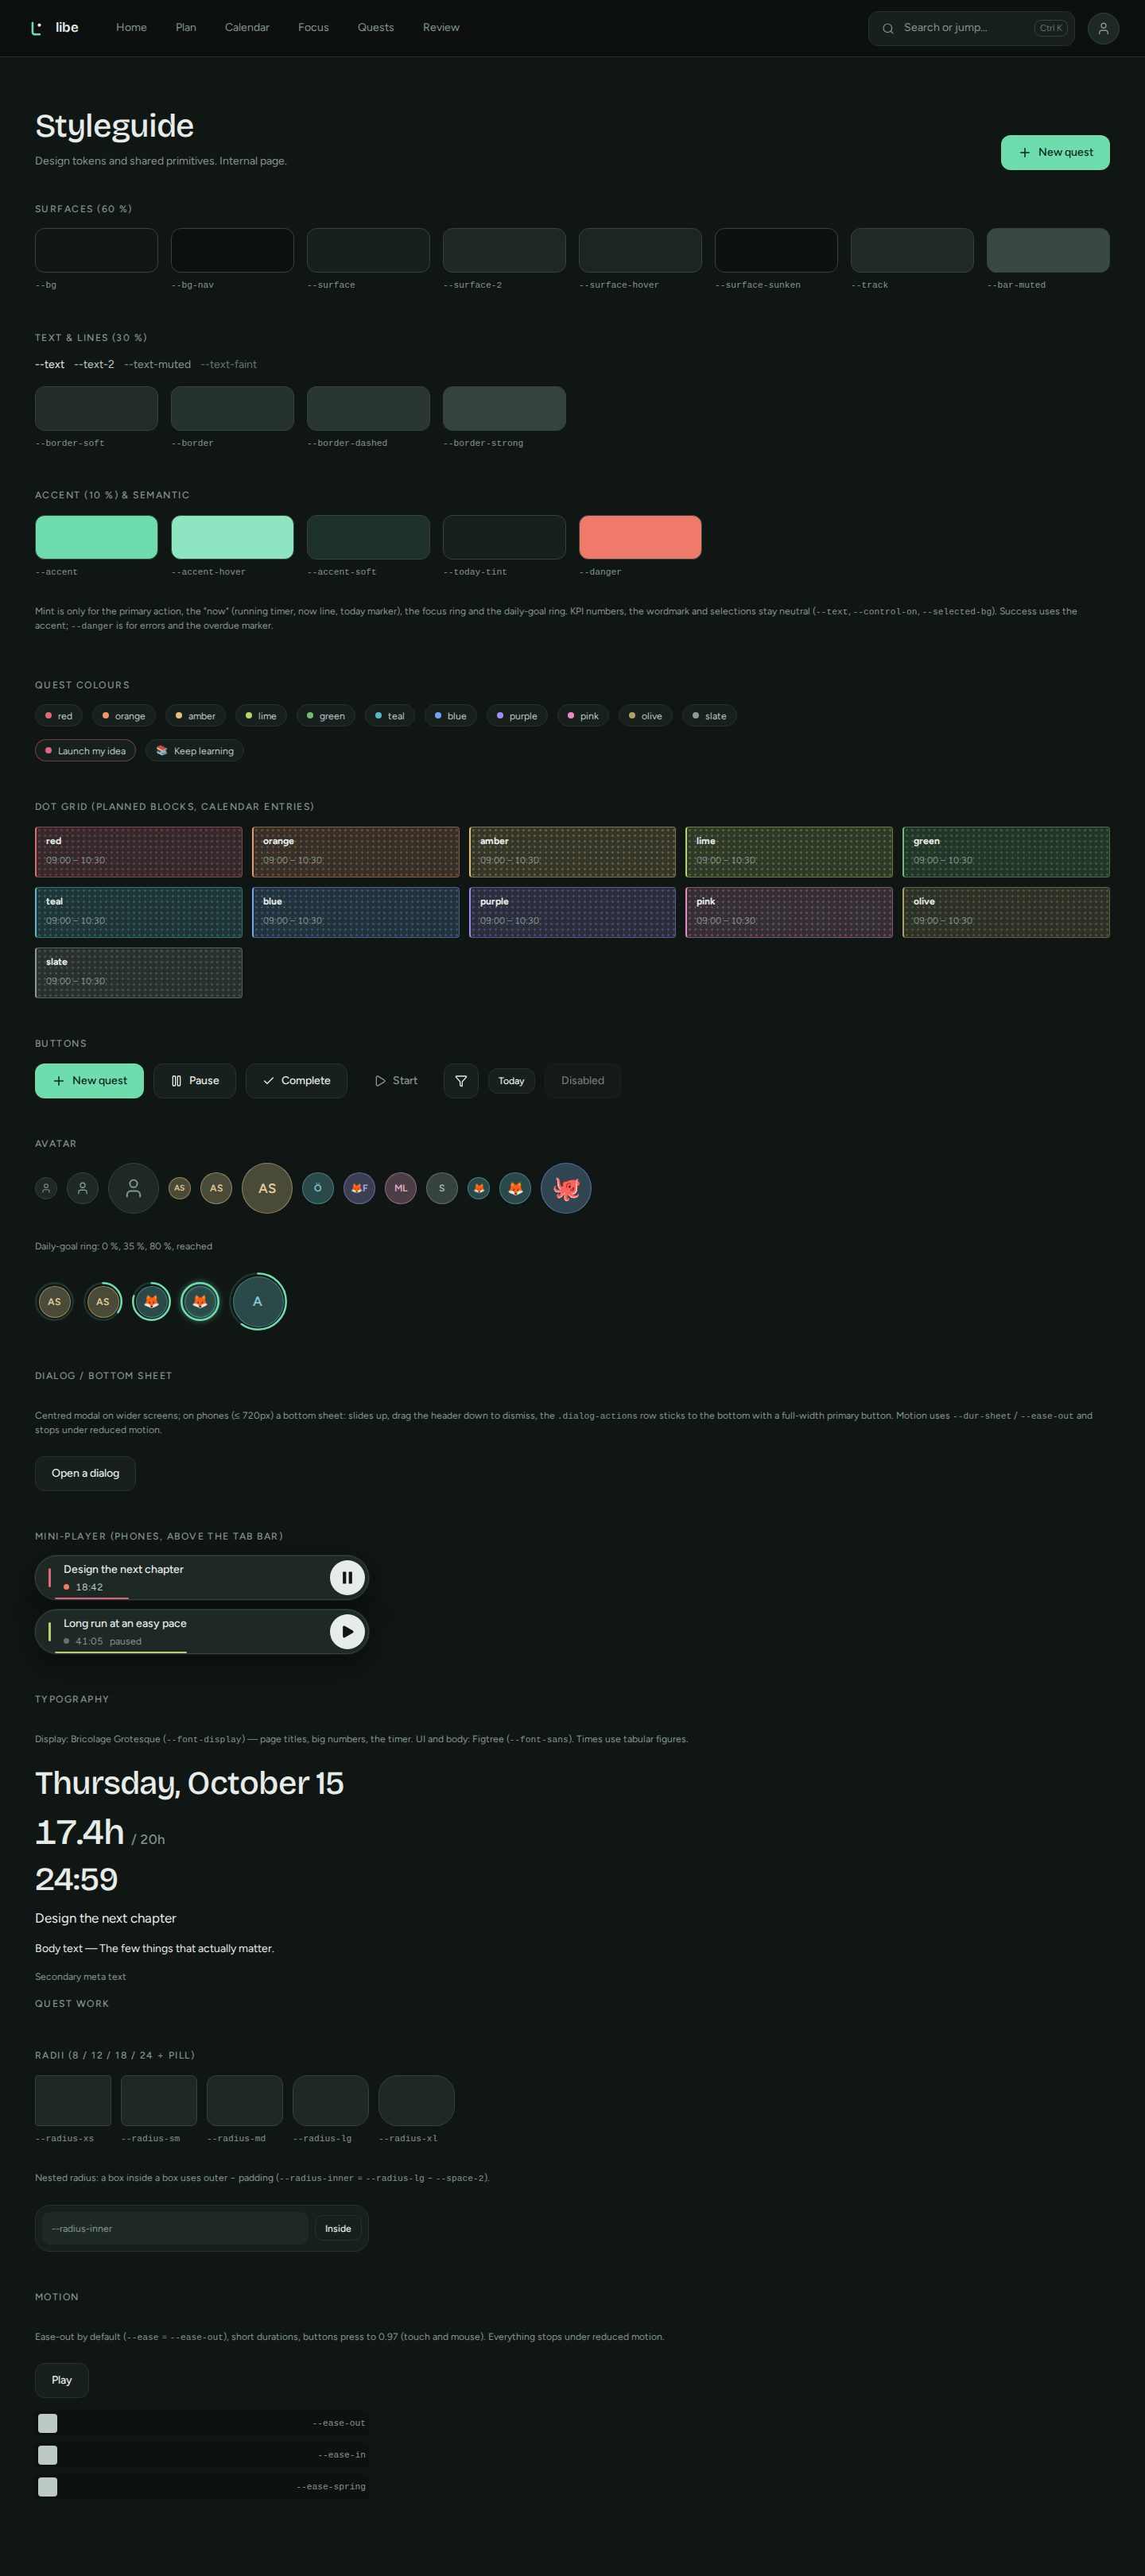 libe Home Plan Calendar Focus Quests Review Search or jump... Ctrl K
Styleguide
Design tokens and shared primitives. Internal page.
New quest
SURFACES (60 %)
--bg --bg-nav --surface --surface-2 --surface-hover --surface-sunken --track --bar-muted
TEXT & LINES (30 %)
--text --text-2 --text-muted --text-faint
--border-soft --border --border-dashed --border-strong
ACCENT (10 %) & SEMANTIC
--accent --accent-hover --accent-soft --today-tint --danger
Mint is only for the primary action, the "now" (running timer, now line, today marker), the focus ring and the daily-goal ring. KPI numbers, the wordmark and selections stay neutral (--text, --control-on, --selected-bg). Success uses the
accent; --danger is for errors and the overdue marker.
QUEST COLOURS
red orange amber lime green teal blue purple pink olive slate
Launch my idea Keep learning
DOT GRID (PLANNED BLOCKS, CALENDAR ENTRIES)
red orange amber lime green
09:00 – 10:30 09:00 – 10:30 09:00 – 10:30 09:00 – 10:30 09:00 – 10:30
teal blue purple pink olive
09:00 – 10:30 09:00 – 10:30 09:00 – 10:30 09:00 – 10:30 09:00 – 10:30
slate
09:00 – 10:30
BUTTONS
New quest Pause Complete Start Today Disabled
AVATAR
AS AS AS Ö 🦊F ML S 🦊 🦊 🐙
Daily-goal ring: 0 %, 35 %, 80 %, reached
AS AS 🦊 🦊 A
DIALOG / BOTTOM SHEET
Centred modal on wider screens; on phones (≤ 720px) a bottom sheet: slides up, drag the header down to dismiss, the .dialog-actions row sticks to the bottom with a full-width primary button. Motion uses --dur-sheet / --ease-out and
stops under reduced motion.
Open a dialog
MINI-PLAYER (PHONES, ABOVE THE TAB BAR)
Design the next chapter
18:42
Long run at an easy pace
41:05 paused
TYPOGRAPHY
Display: Bricolage Grotesque (--font-display) — page titles, big numbers, the timer. UI and body: Figtree (--font-sans). Times use tabular figures.
Thursday, October 15
17.4h / 20h
24:59
Design the next chapter
Body text — The few things that actually matter.
Secondary meta text
QUEST WORK
RADII (8 / 12 / 18 / 24 + PILL)
--radius-xs --radius-sm --radius-md --radius-lg --radius-xl
Nested radius: a box inside a box uses outer − padding (--radius-inner = --radius-lg − --space-2).
--radius-inner Inside
MOTION
Ease-out by default (--ease = --ease-out), short durations, buttons press to 0.97 (touch and mouse). Everything stops under reduced motion.
Play
--ease-out
--ease-in
--ease-spring